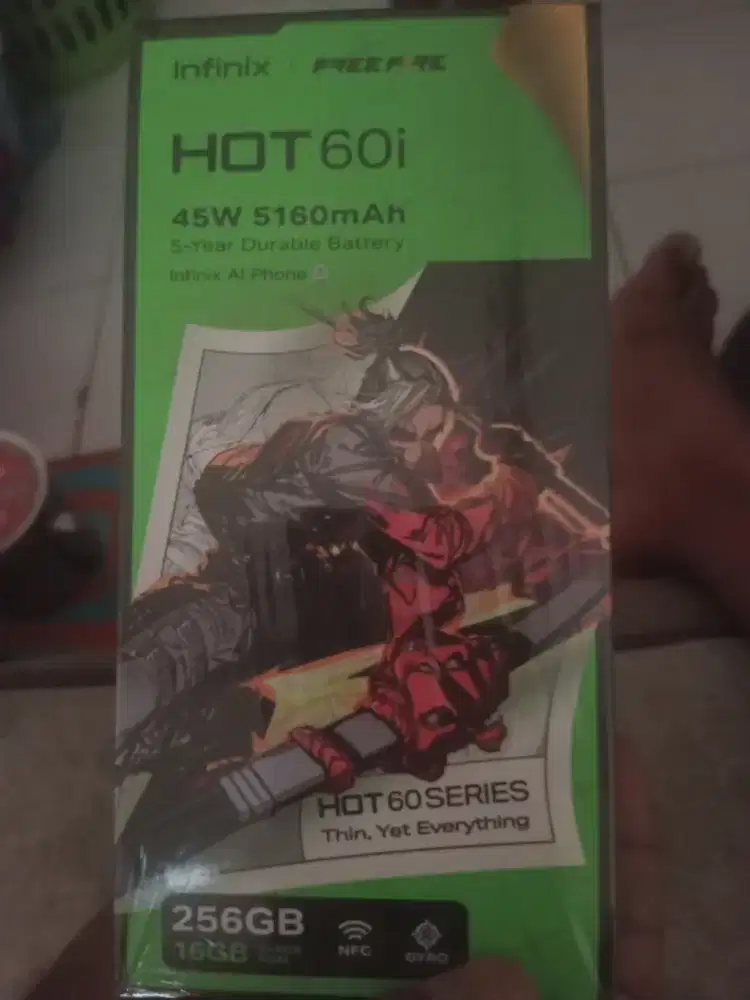 Infinix FREE FIRE
HOT 60i
45W 5160mAh
5-Year Durable Battery
Infinix AI Phone
HOT 60 SERIES
Thin, Yet Everything
256GB
16GB
NFC
GYRO